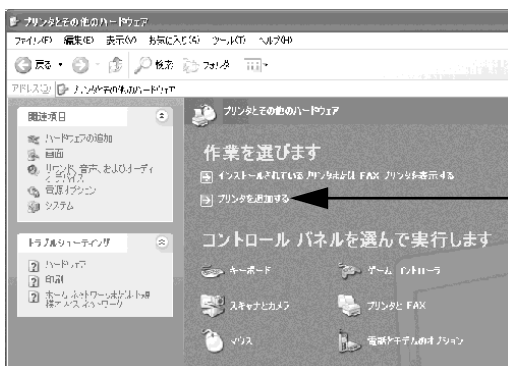 プリンタとその他のハードウェア
ファイル(F) 編集(E) 表示(V) お気に入り(A) ツール(T) ヘルプ(H)
戻る 検索 フォルダ
アドレス(D) プリンタとその他のハードウェア
関連項目
ハードウェアの追加
画面
サウンド、音声、およびオーディオ デバイス
電源オプション
システム
トラブルシューティング
ハードウェア
印刷
プリンタとその他のハードウェア
作業を選びます
インストールされているプリンタまたは FAX プリンタを表示する
プリンタを追加する
コントロール パネルを選んで実行します
キーボード
ゲーム コントローラ
スキャナとカメラ
プリンタと FAX
マウス
電話とモデムのオプション